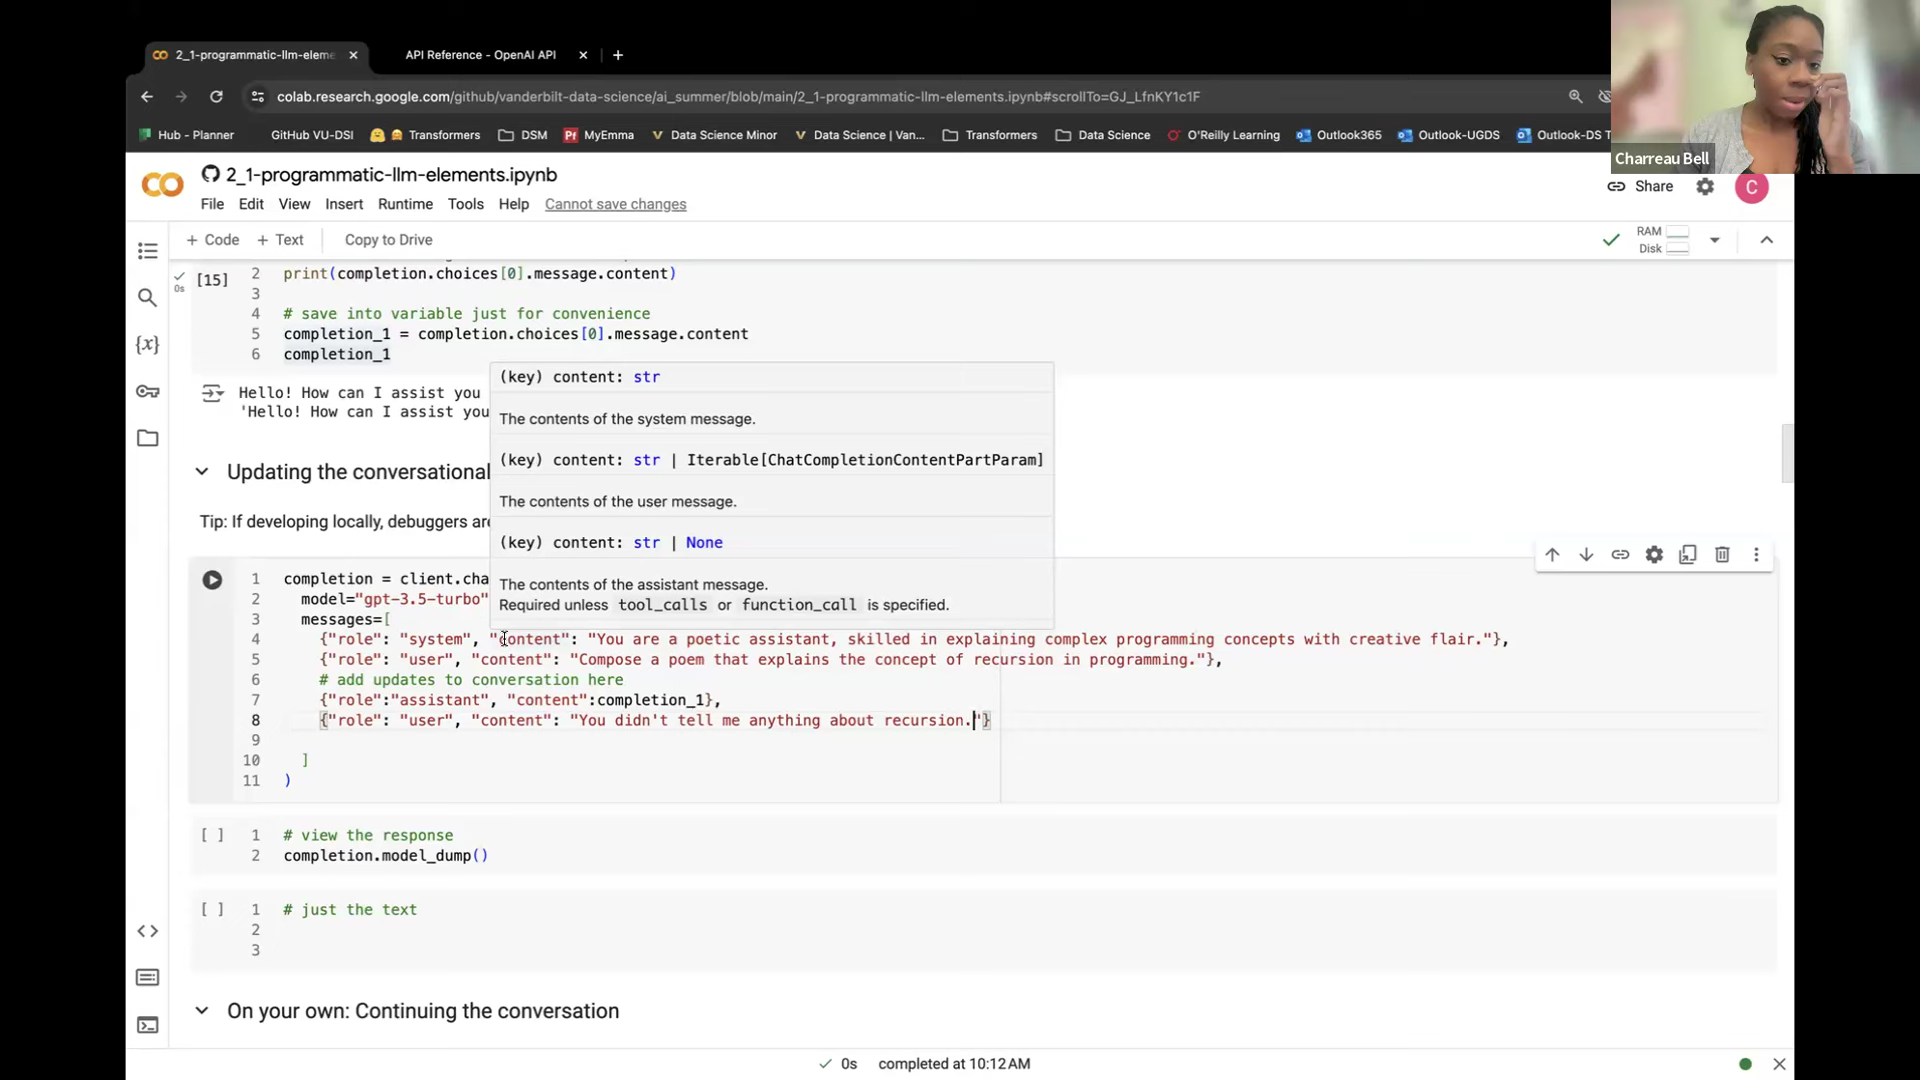 2_1-programmatic-llm-eleme
API Reference - OpenAI API
colab.research.google.com/github/vanderbilt-data-science/ai_summer/blob/main/2_1-programmatic-llm-elements.ipynb#scrollTo=GJ_LfnKY1c1F
Hub - Planner
GitHub VU-DSI
Transformers
DSM
Pf
MyEmma
Data Science Minor
Data Science | Van...
Transformers
Data Science
O'Reilly Learning
Outlook365
Outlook-UGDS
Outlook-DS T
Charreau Bell
2_1-programmatic-llm-elements.ipynb
Share
C
File Edit View Insert Runtime Tools Help Cannot save changes
+ Code + Text Copy to Drive
RAM
Disk
[15]
0s
2 print(completion.choices[0].message.content)
3
4 # save into variable just for convenience
5 completion_1 = completion.choices[0].message.content
6 completion_1
Hello! How can I assist you
'Hello! How can I assist you
(key) content: str
The contents of the system message.
(key) content: str | Iterable[ChatCompletionContentPartParam]
The contents of the user message.
(key) content: str | None
The contents of the assistant message.
Required unless tool_calls or function_call is specified.
Updating the conversational
Tip: If developing locally, debuggers are
1 completion = client.cha
2 model="gpt-3.5-turbo"
3 messages=[
4 {"role": "system", "content": "You are a poetic assistant, skilled in explaining complex programming concepts with creative flair."},
5 {"role": "user", "content": "Compose a poem that explains the concept of recursion in programming."},
6 # add updates to conversation here
7 {"role":"assistant", "content":completion_1},
8 {"role": "user", "content": "You didn't tell me anything about recursion."}
9
10 ]
11 )
[ ] 1 # view the response
2 completion.model_dump()
[ ] 1 # just the text
2
3
On your own: Continuing the conversation
0s completed at 10:12 AM